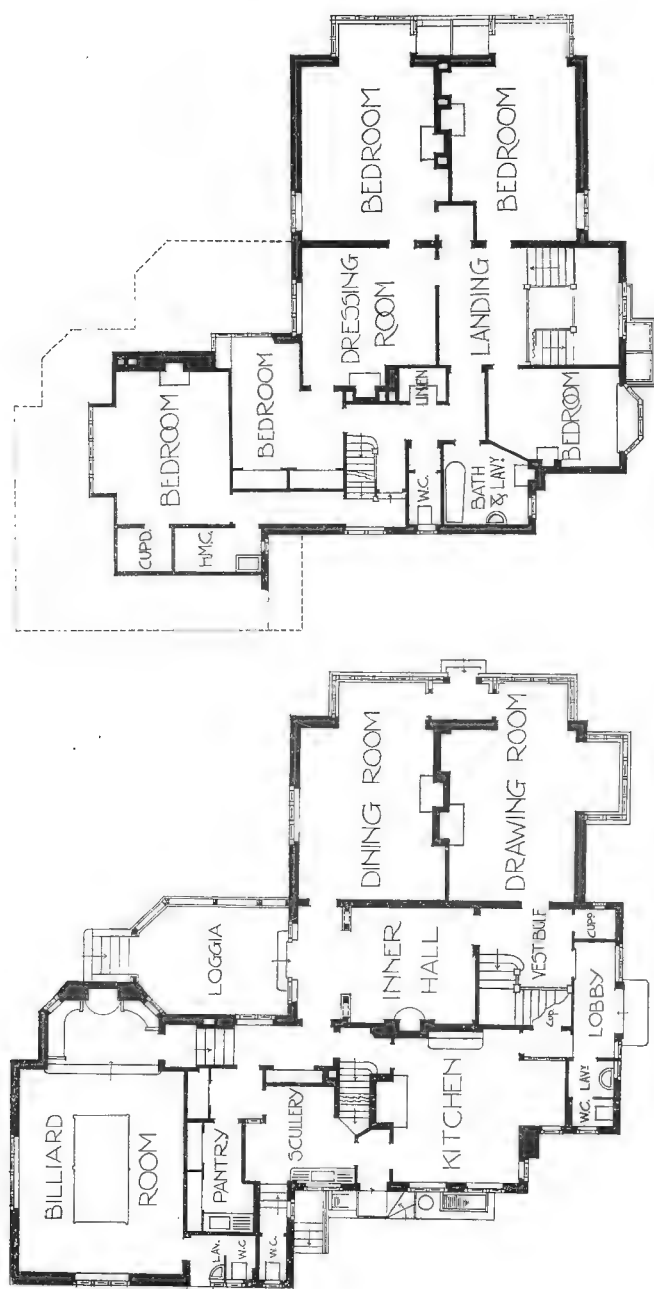 BEDROOM
BEDROOM
DRESSING
ROOM
LANDING
BEDROOM
BEDROOM
LINEN
BEDROOM
CUPD.
H.M.C.
W.C.
BATH
& LAVY.
DINING ROOM
DRAWING ROOM
LOGGIA
INNER
HALL
VESTBULE
CUPD
LOBBY
CUPD
BILLIARD
ROOM
PANTRY
SCULLERY
KITCHEN
W.C. LAVY.
LAV.
W.C
W.C.